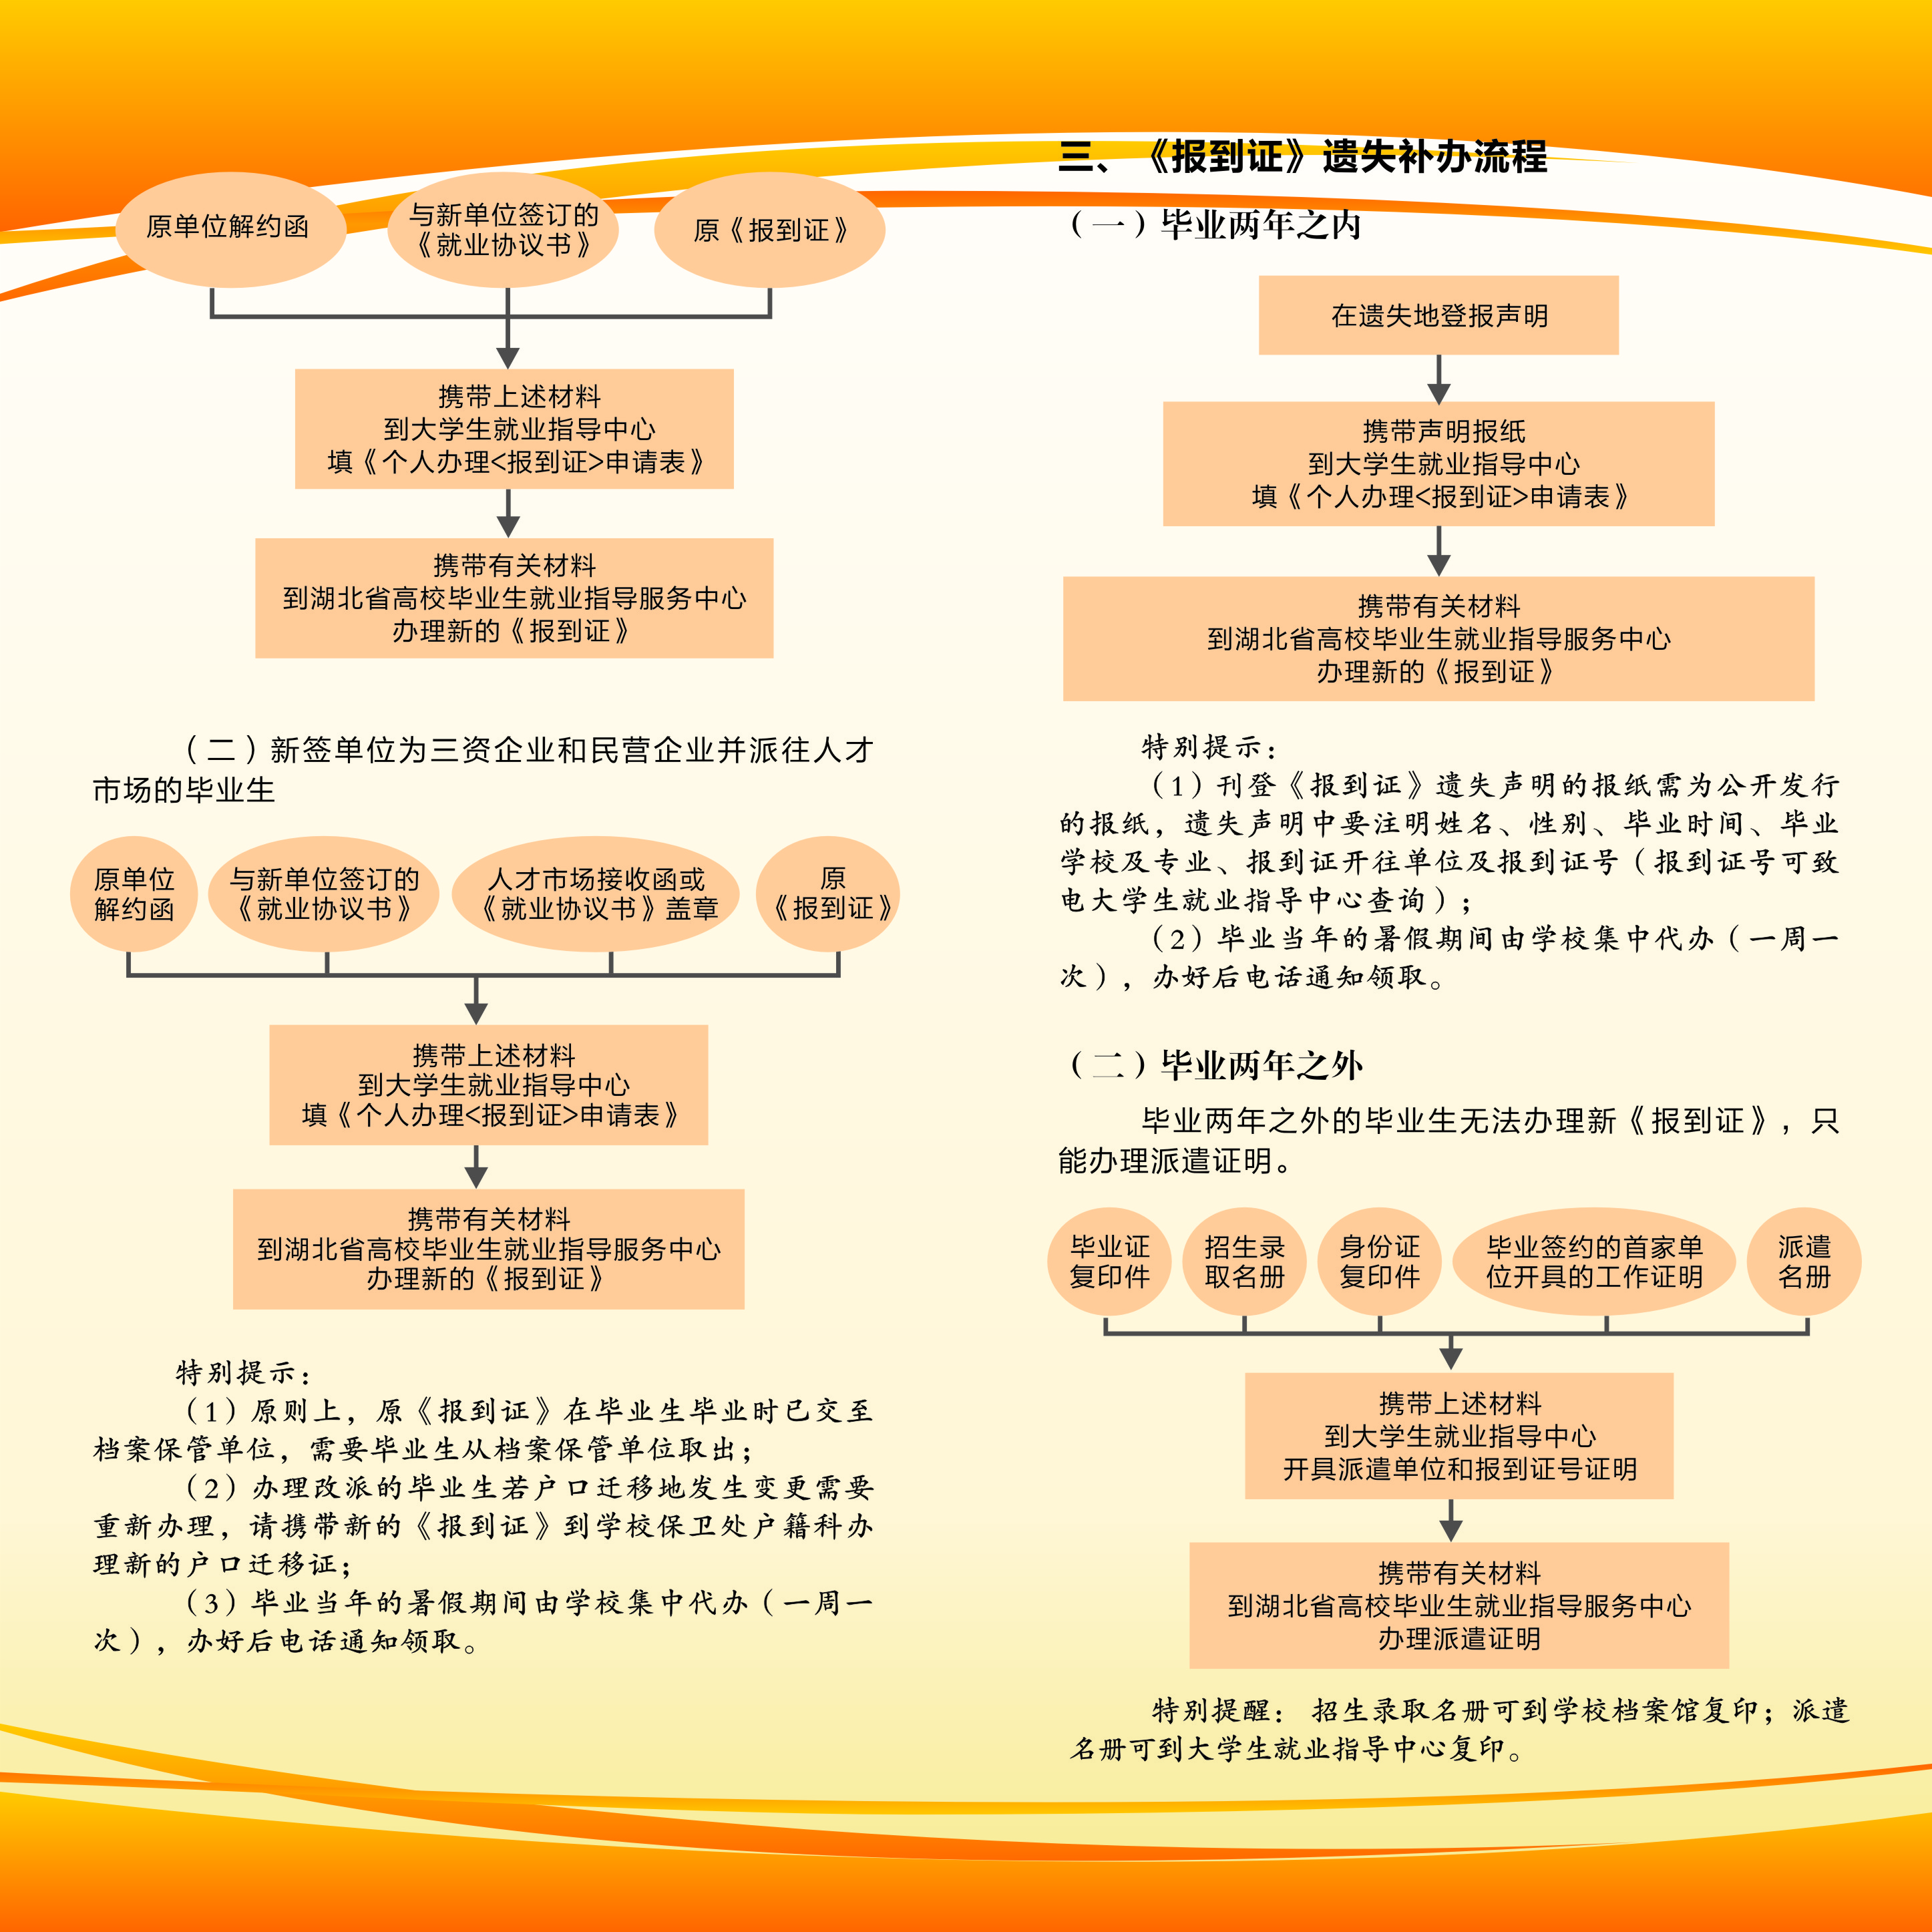 原单位解约函
与新单位签订的
《就业协议书》
原《报到证》
携带上述材料
到大学生就业指导中心
填《个人办理<报到证>申请表》
携带有关材料
到湖北省高校毕业生就业指导服务中心
办理新的《报到证》
（二）新签单位为三资企业和民营企业并派往人才
市场的毕业生
原单位
解约函
与新单位签订的
《就业协议书》
人才市场接收函或
《就业协议书》盖章
原
《报到证》
携带上述材料
到大学生就业指导中心
填《个人办理<报到证>申请表》
携带有关材料
到湖北省高校毕业生就业指导服务中心
办理新的《报到证》
特别提示：
（1）原则上，原《报到证》在毕业生毕业时已交至
档案保管单位，需要毕业生从档案保管单位取出；
（2）办理改派的毕业生若户口迁移地发生变更需要
重新办理，请携带新的《报到证》到学校保卫处户籍科办
理新的户口迁移证；
（3）毕业当年的暑假期间由学校集中代办（一周一
次），办好后电话通知领取。
三、《报到证》遗失补办流程
（一）毕业两年之内
在遗失地登报声明
携带声明报纸
到大学生就业指导中心
填《个人办理<报到证>申请表》
携带有关材料
到湖北省高校毕业生就业指导服务中心
办理新的《报到证》
特别提示：
（1）刊登《报到证》遗失声明的报纸需为公开发行
的报纸，遗失声明中要注明姓名、性别、毕业时间、毕业
学校及专业、报到证开往单位及报到证号（报到证号可致
电大学生就业指导中心查询）；
（2）毕业当年的暑假期间由学校集中代办（一周一
次），办好后电话通知领取。
（二）毕业两年之外
毕业两年之外的毕业生无法办理新《报到证》，只
能办理派遣证明。
毕业证
复印件
招生录
取名册
身份证
复印件
毕业签约的首家单
位开具的工作证明
派遣
名册
携带上述材料
到大学生就业指导中心
开具派遣单位和报到证号证明
携带有关材料
到湖北省高校毕业生就业指导服务中心
办理派遣证明
特别提醒： 招生录取名册可到学校档案馆复印；派遣
名册可到大学生就业指导中心复印。